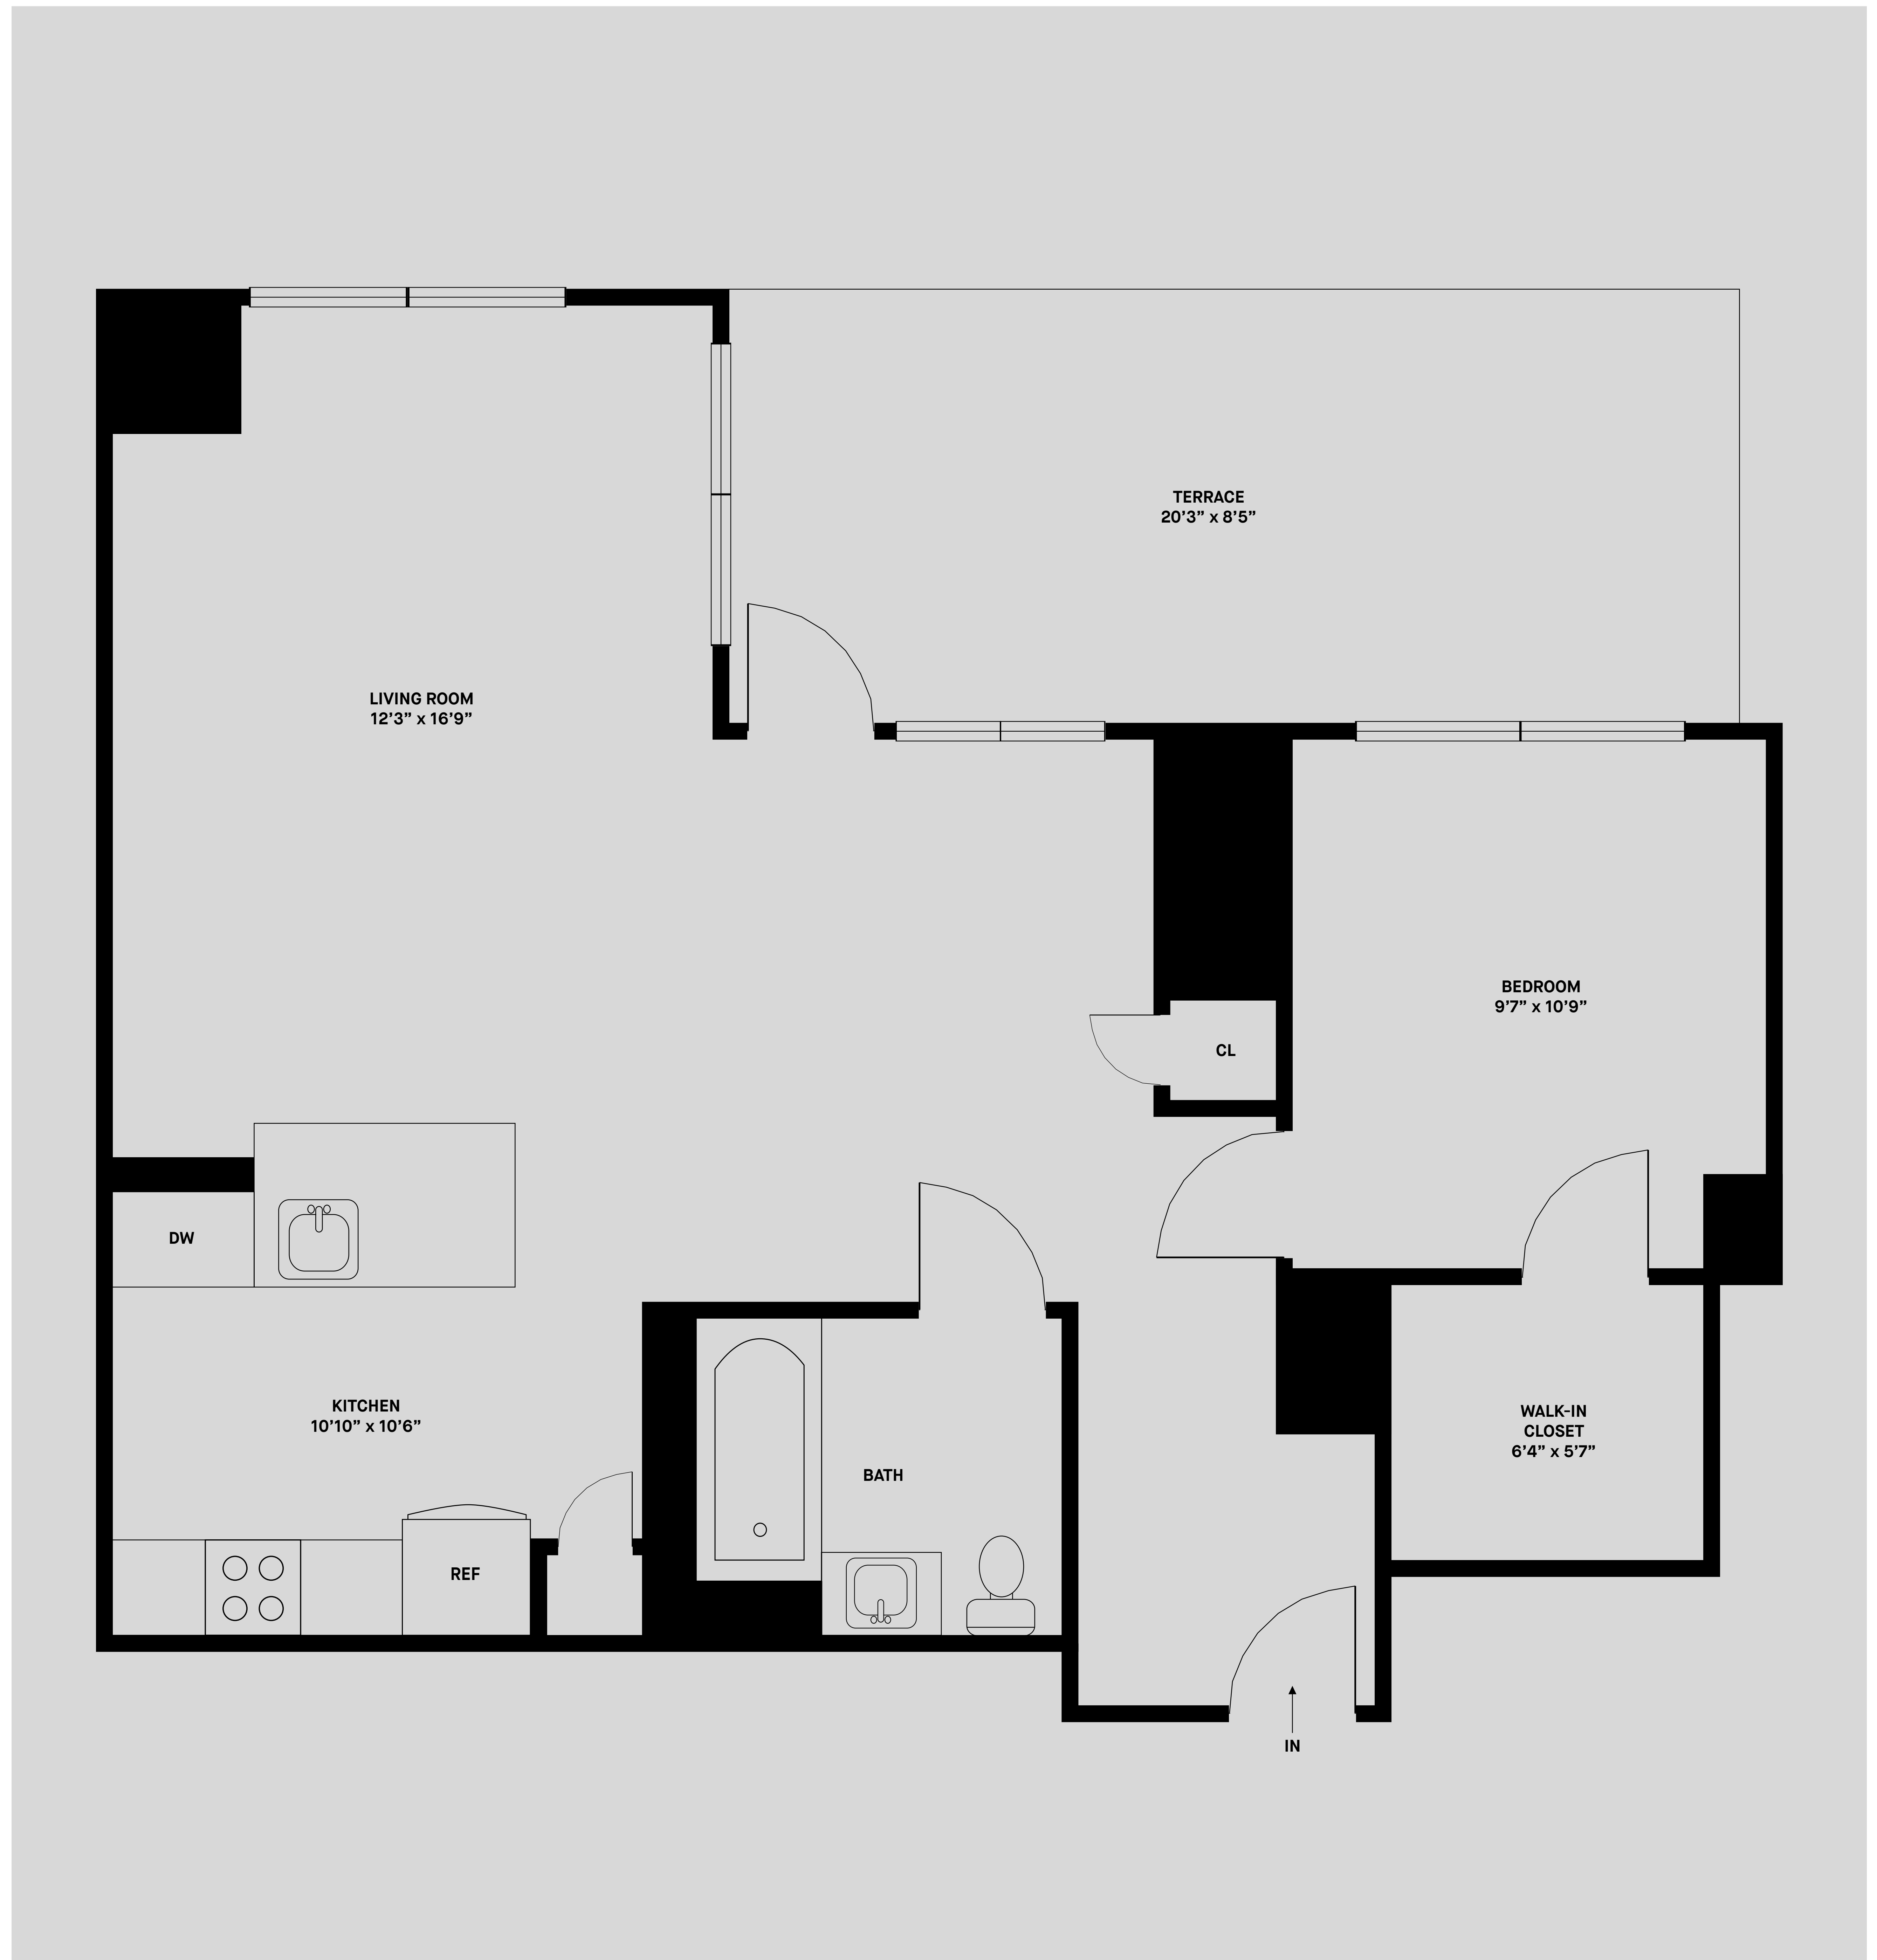 TERRACE
20’3” x 8’5”
LIVING ROOM
12’3” x 16’9”
BEDROOM
9’7” x 10’9”
CL
DW
KITCHEN
10’10” x 10’6”
WALK-IN
CLOSET
6’4” x 5’7”
BATH
REF
IN